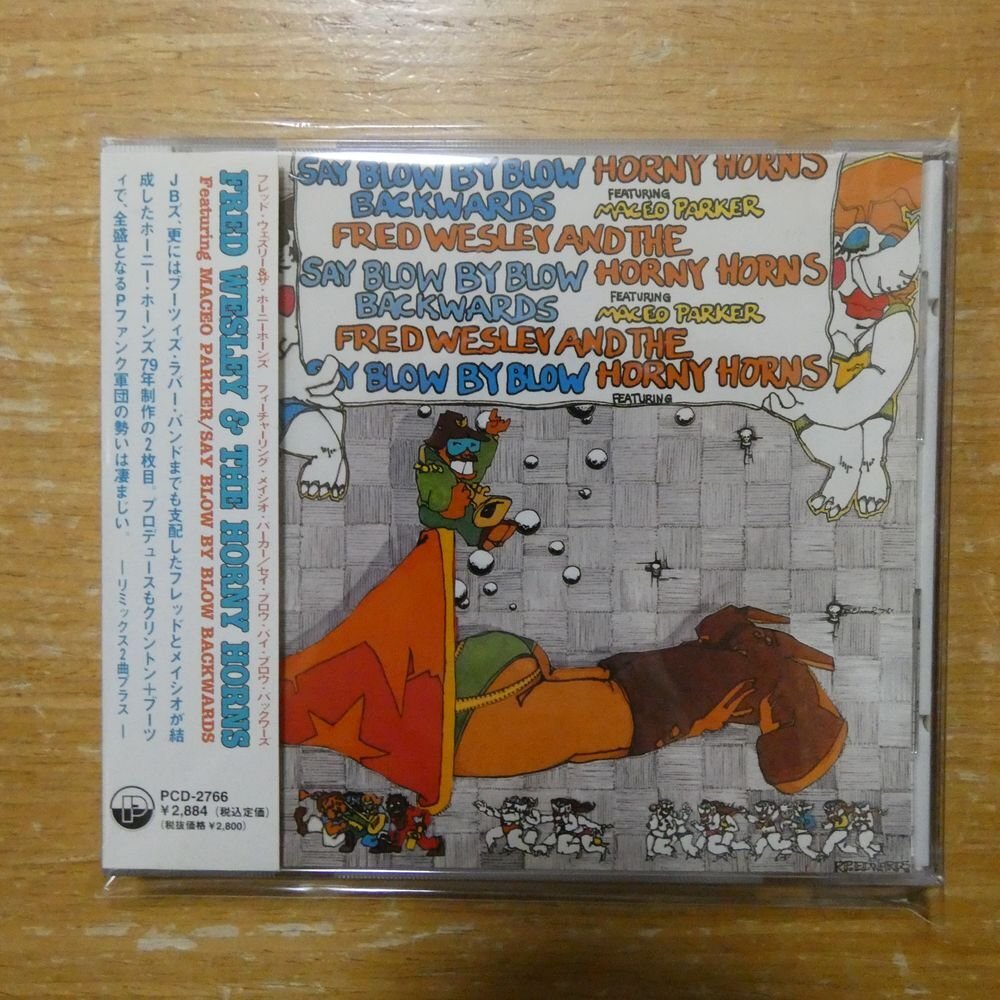 フレッド・ウェズリー&ザ・ホーニーホーンズ フィーチャーリング・メイシオ・パーカー/セイ・ブロウ・バイ・ブロウ・バックワーズ
FRED WESLEY & THE HORNY HORNS
Featuring MACEO PARKER/SAY BLOW BY BLOW BACKWARDS
JBズ、更にはブーツィズ・ラバー・バンドまでも支配したフレッドとメイシオが結
成したホーニー・ホーンズ'79年制作の2枚目。プロデュースもクリントン+ブーツ
ィで、全盛となるPファンク軍団の勢いは凄まじい。 ―リミックス2曲プラス―
PCD-2766
¥2,884 (税込定価)
(税抜価格 ¥2,800)
SAY BLOW BY BLOW HORNY HORNS
BACKWARDS FEATURING MACEO PARKER
FRED WESLEY AND THE
SAY BLOW BY BLOW HORNY HORNS
BACKWARDS FEATURING MACEO PARKER
FRED WESLEY AND THE
SAY BLOW BY BLOW HORNY HORNS
FEATURING